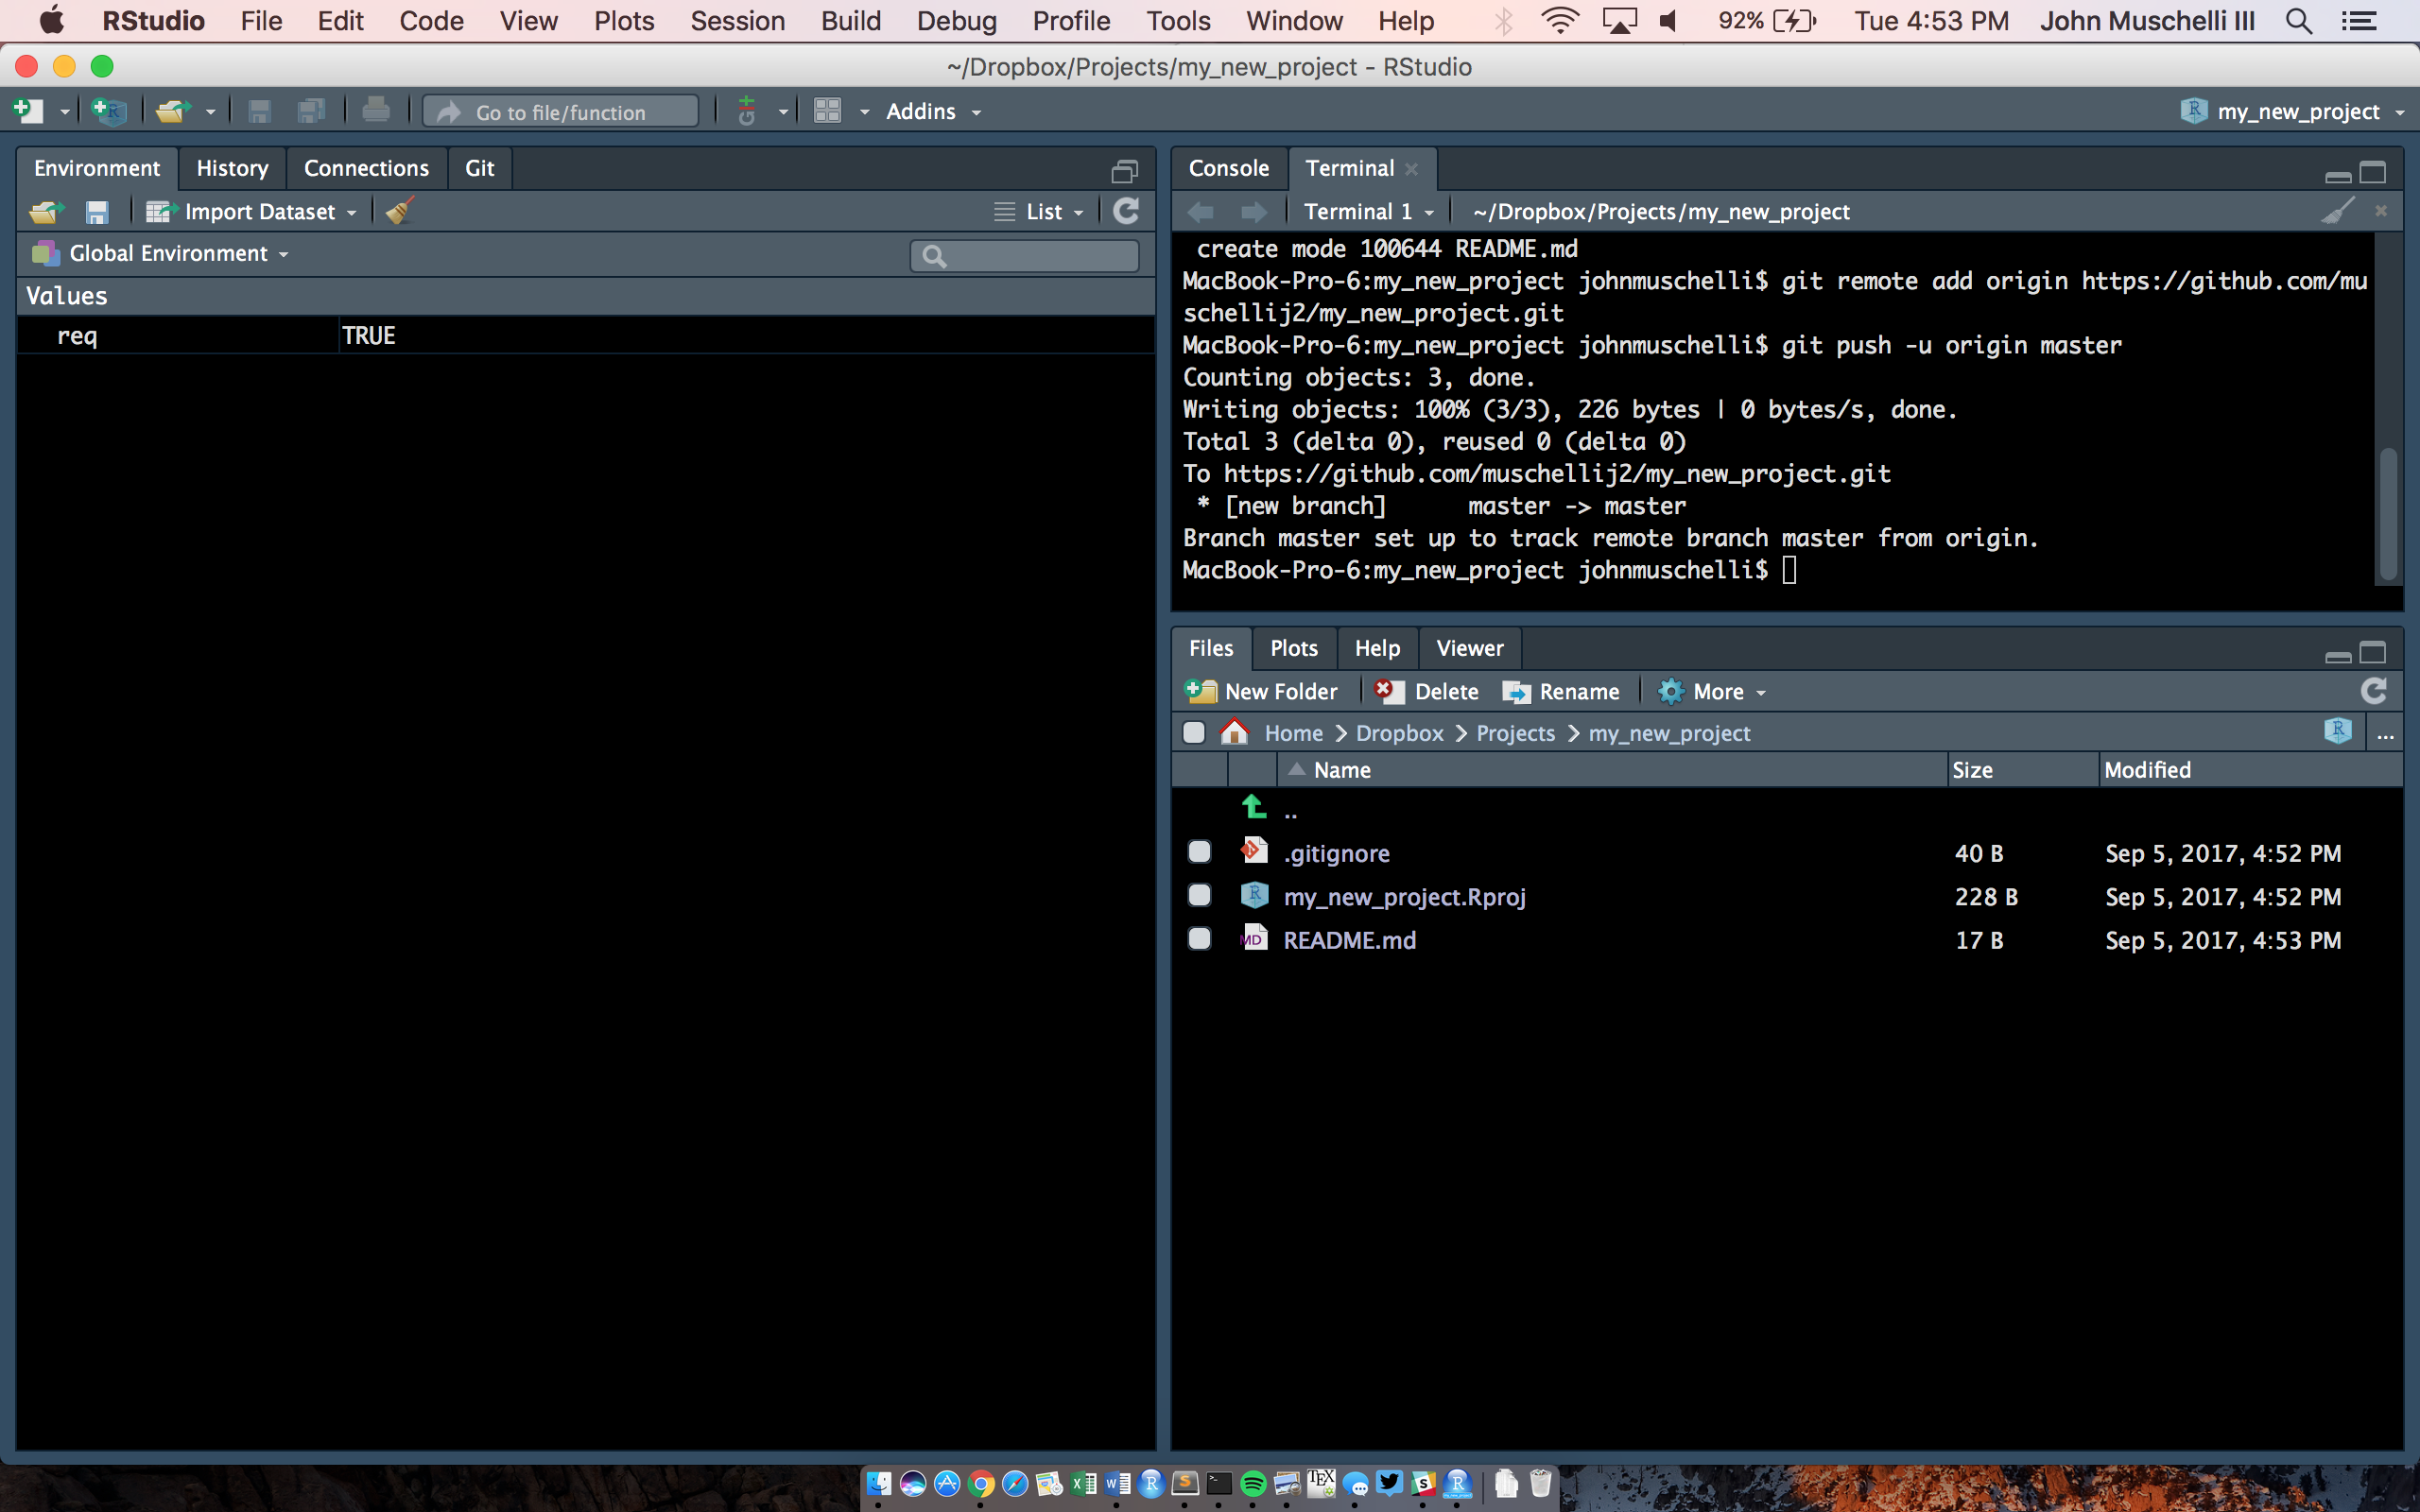 RStudio File Edit Code View Plots Session Build Debug Profile Tools Window Help 92% Tue 4:53 PM John Muschelli III
~/Dropbox/Projects/my_new_project - RStudio
Go to file/function Addins my_new_project
Environment History Connections Git
Import Dataset List
Global Environment
Values
req TRUE
Console Terminal
Terminal 1 ~/Dropbox/Projects/my_new_project
create mode 100644 README.md
MacBook-Pro-6:my_new_project johnmuschelli$ git remote add origin https://github.com/mu
schellij2/my_new_project.git
MacBook-Pro-6:my_new_project johnmuschelli$ git push -u origin master
Counting objects: 3, done.
Writing objects: 100% (3/3), 226 bytes | 0 bytes/s, done.
Total 3 (delta 0), reused 0 (delta 0)
To https://github.com/muschellij2/my_new_project.git
* [new branch] master -> master
Branch master set up to track remote branch master from origin.
MacBook-Pro-6:my_new_project johnmuschelli$
Files Plots Help Viewer
New Folder Delete Rename More
Home Dropbox Projects my_new_project ...
Name Size Modified
..
.gitignore 40 B Sep 5, 2017, 4:52 PM
my_new_project.Rproj 228 B Sep 5, 2017, 4:52 PM
MD README.md 17 B Sep 5, 2017, 4:53 PM